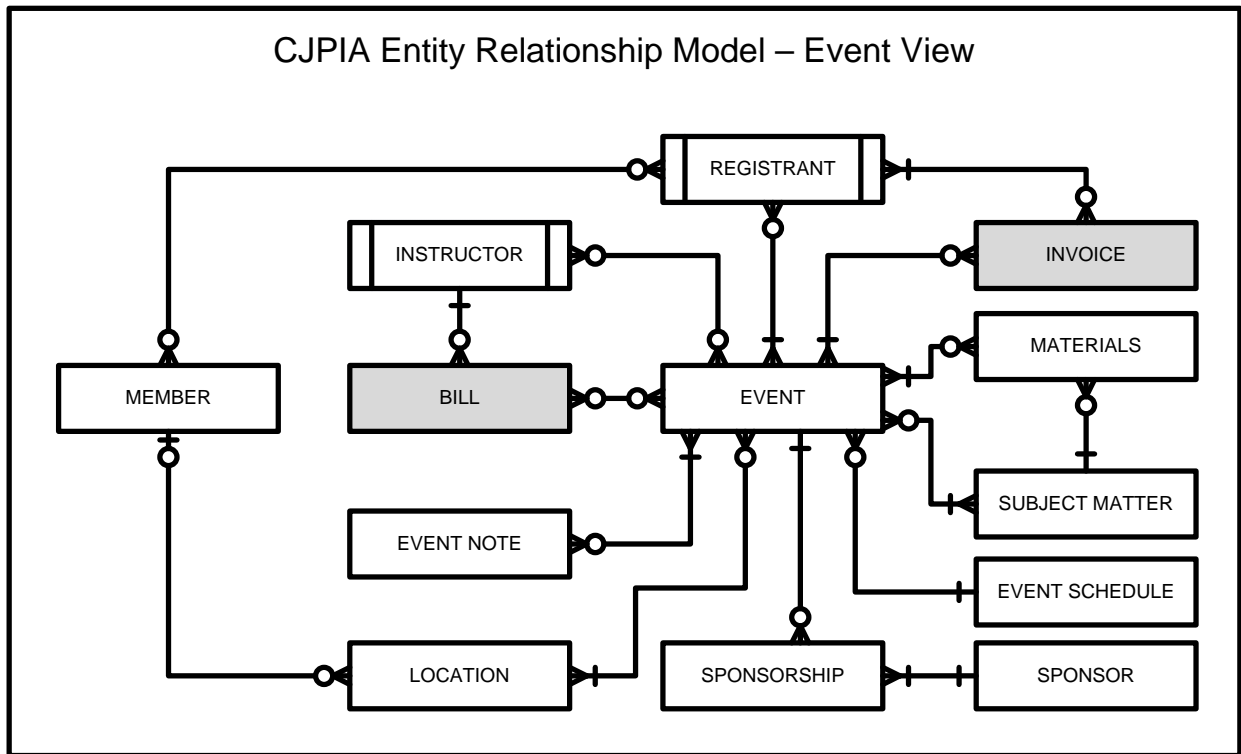 CJPIA Entity Relationship Model – Event View
REGISTRANT
INSTRUCTOR
INVOICE
MATERIALS
MEMBER
BILL
EVENT
SUBJECT MATTER
EVENT NOTE
EVENT SCHEDULE
LOCATION
SPONSORSHIP
SPONSOR